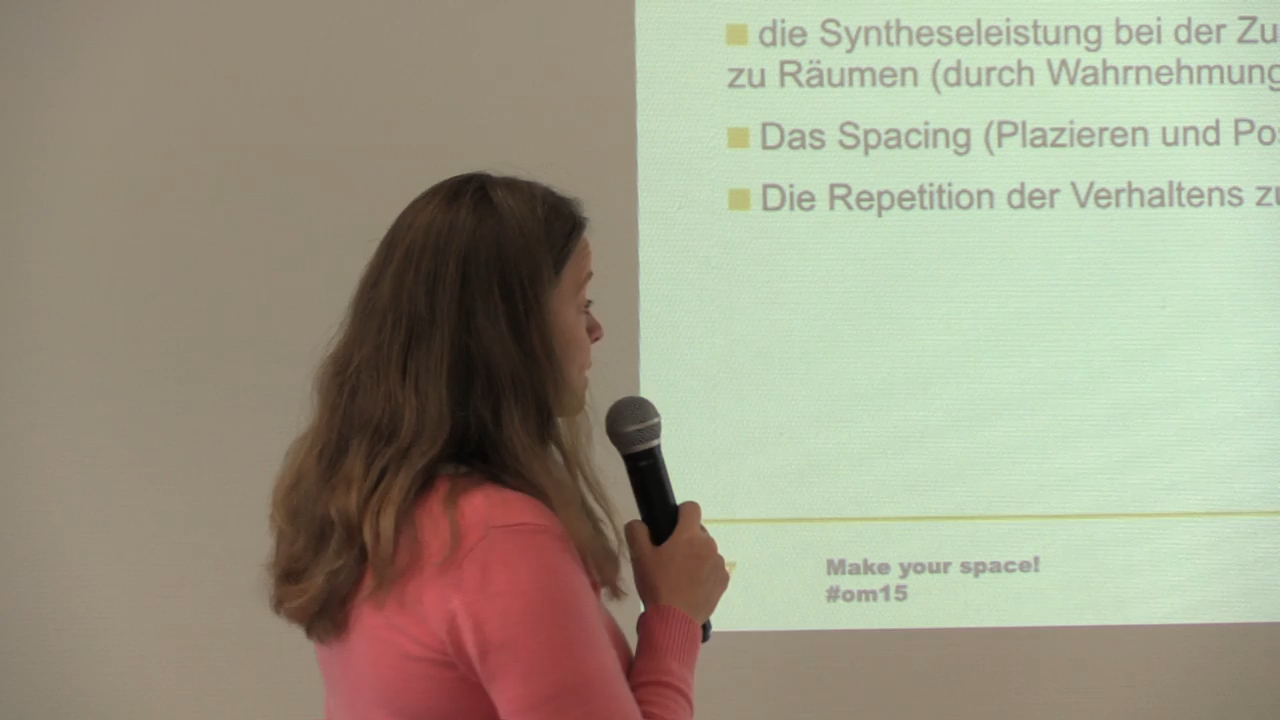 die Syntheseleistung bei der
zu Räumen (durch Wahrnehmung
Das Spacing (Plazieren und
Die Repetition der Verhaltens
Make your space!
#om15